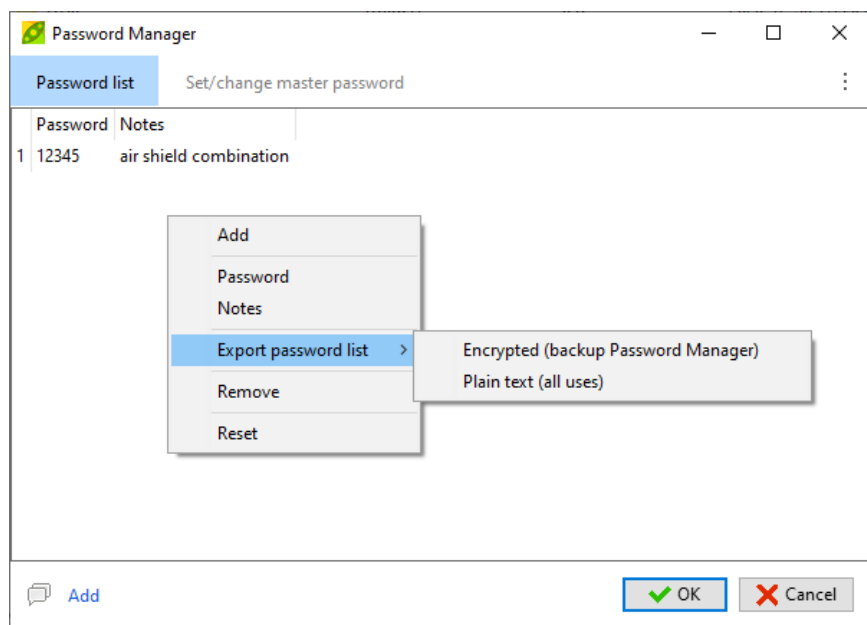 Password Manager
Password list Set/change master password
Password Notes
1 12345 air shield combination
Add
Password
Notes
Export password list
Encrypted (backup Password Manager)
Plain text (all uses)
Remove
Reset
Add OK Cancel